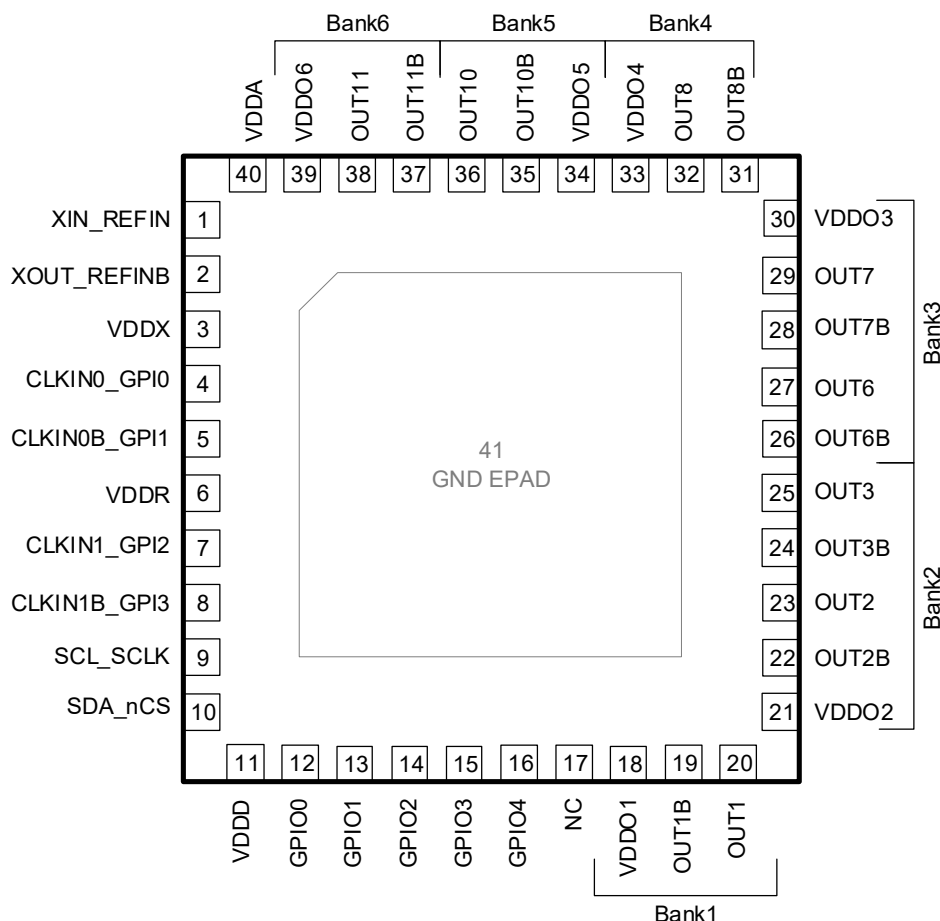 Bank6
Bank5
Bank4
VDDA
VDDO6
OUT11
OUT11B
OUT10
OUT10B
VDDO5
VDDO4
OUT8
OUT8B
40 39 38 37 36 35 34 33 32 31
XIN_REFIN 1
XOUT_REFINB 2
VDDX 3
CLKIN0_GPI0 4
CLKIN0B_GPI1 5
VDDR 6
CLKIN1_GPI2 7
CLKIN1B_GPI3 8
SCL_SCLK 9
SDA_nCS 10
41
GND EPAD
30 VDDO3
29 OUT7
28 OUT7B
27 OUT6
26 OUT6B
25 OUT3
24 OUT3B
23 OUT2
22 OUT2B
21 VDDO2
Bank3
Bank2
11 12 13 14 15 16 17 18 19 20
VDDD
GPIO0
GPIO1
GPIO2
GPIO3
GPIO4
NC
VDDO1
OUT1B
OUT1
Bank1